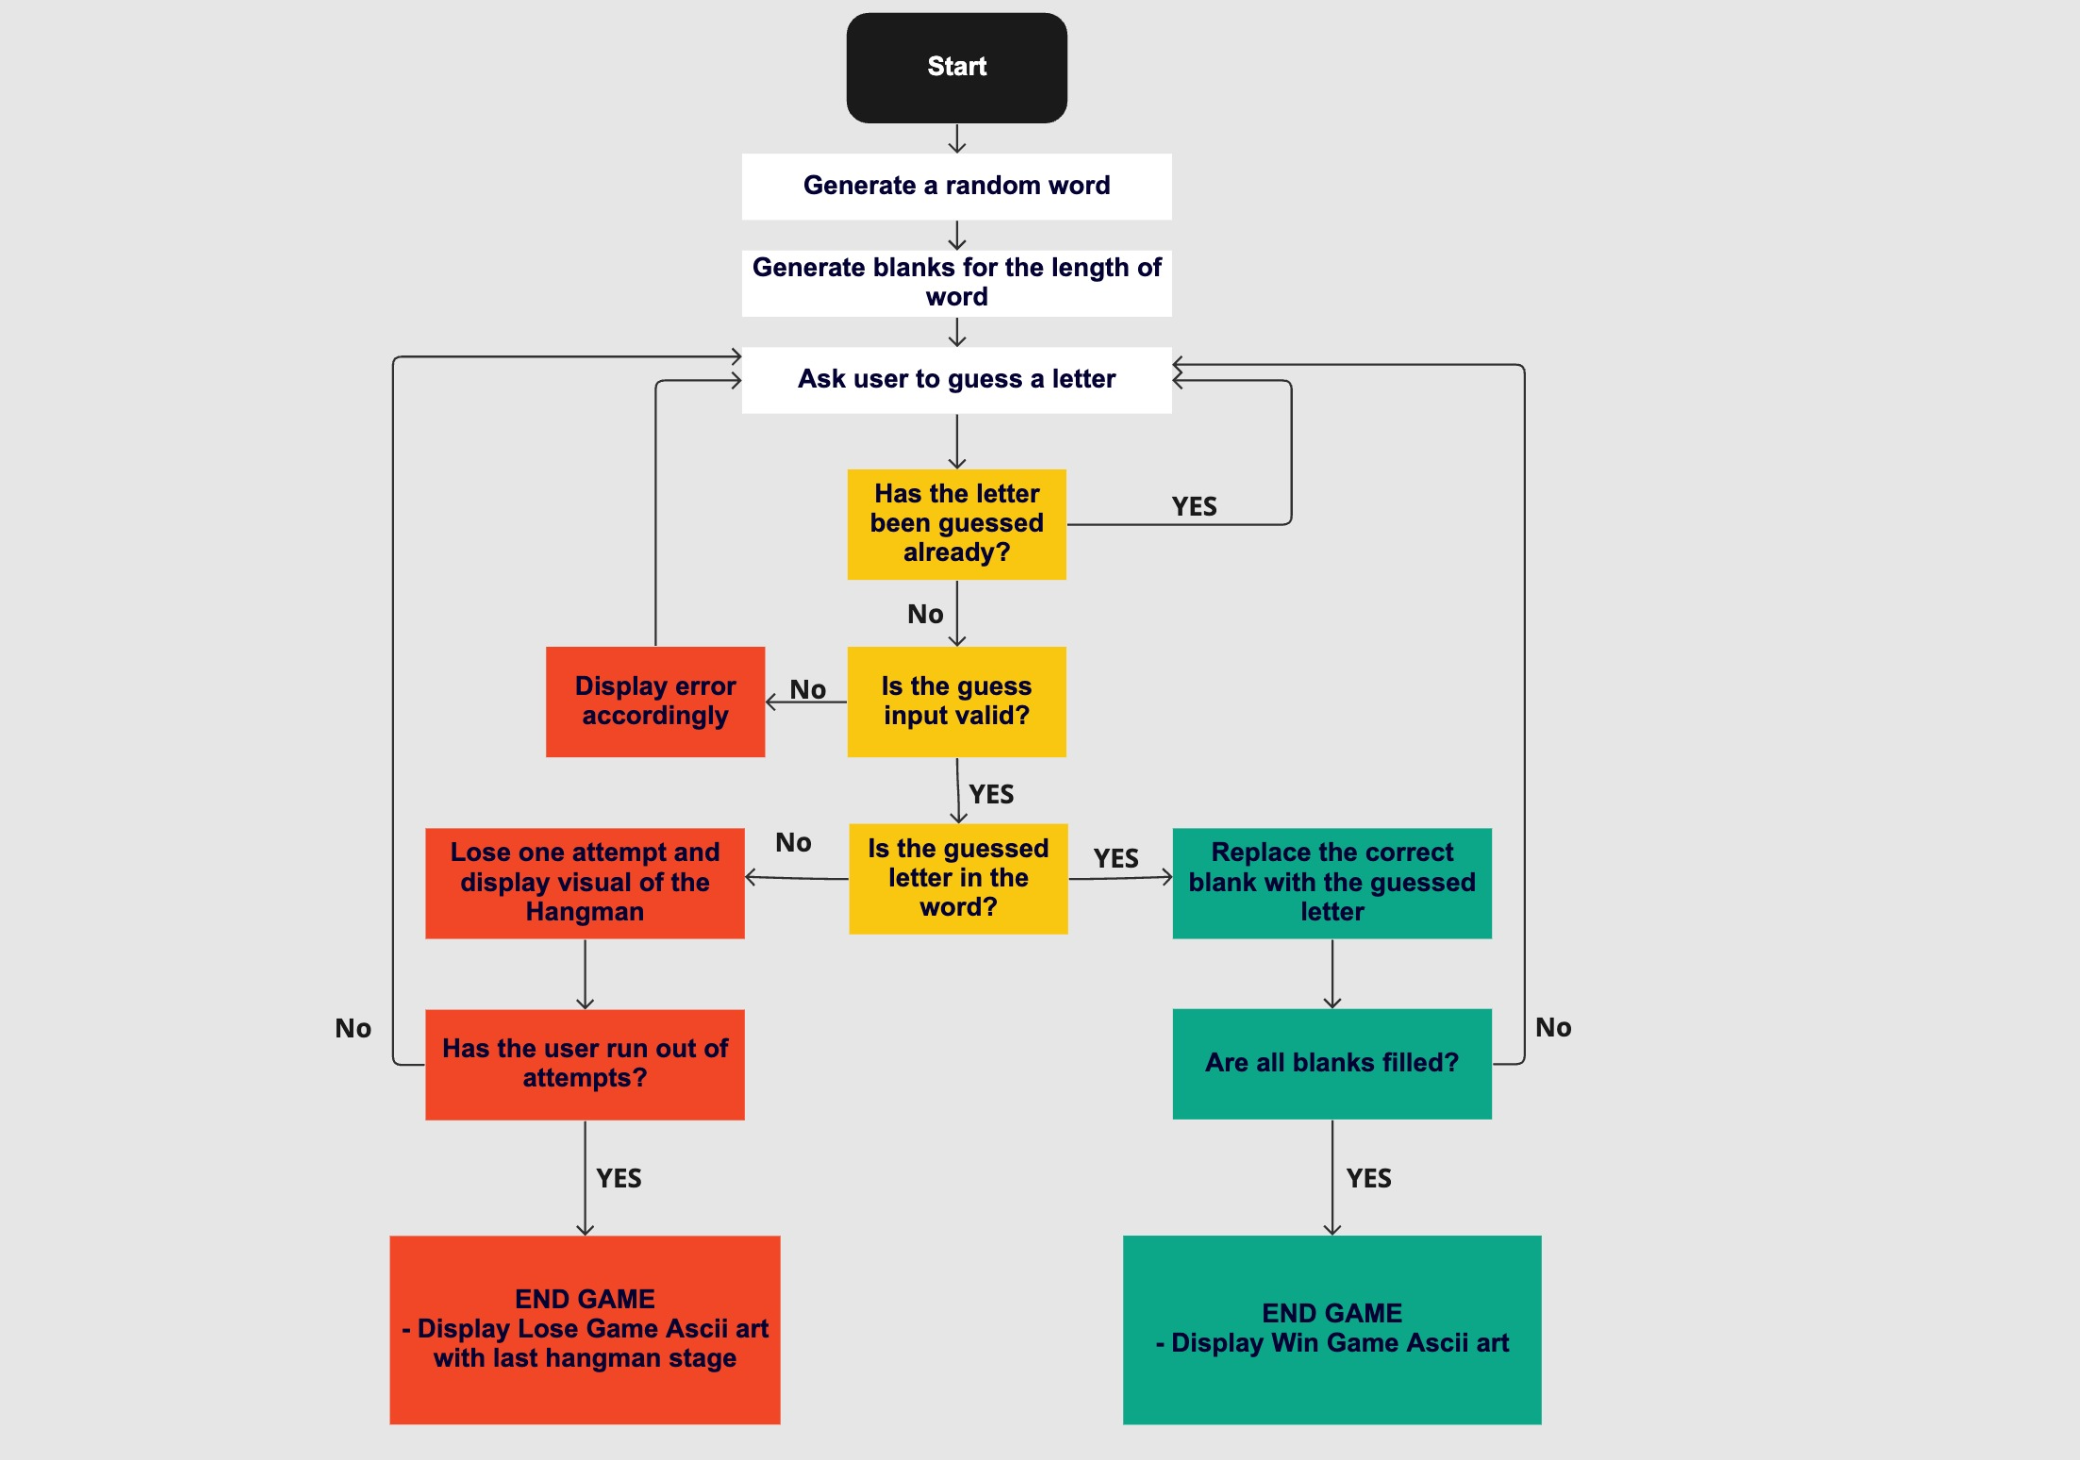 Start
Generate a random word
Generate blanks for the length of
word
Ask user to guess a letter
Has the letter
been guessed
already?
YES
No
Display error
accordingly
No
Is the guess
input valid?
YES
Lose one attempt and
display visual of the
Hangman
No
Is the guessed
letter in the
word?
YES
Replace the correct
blank with the guessed
letter
No
Has the user run out of
attempts?
Are all blanks filled?
No
YES
YES
END GAME
- Display Lose Game Ascii art
with last hangman stage
END GAME
- Display Win Game Ascii art